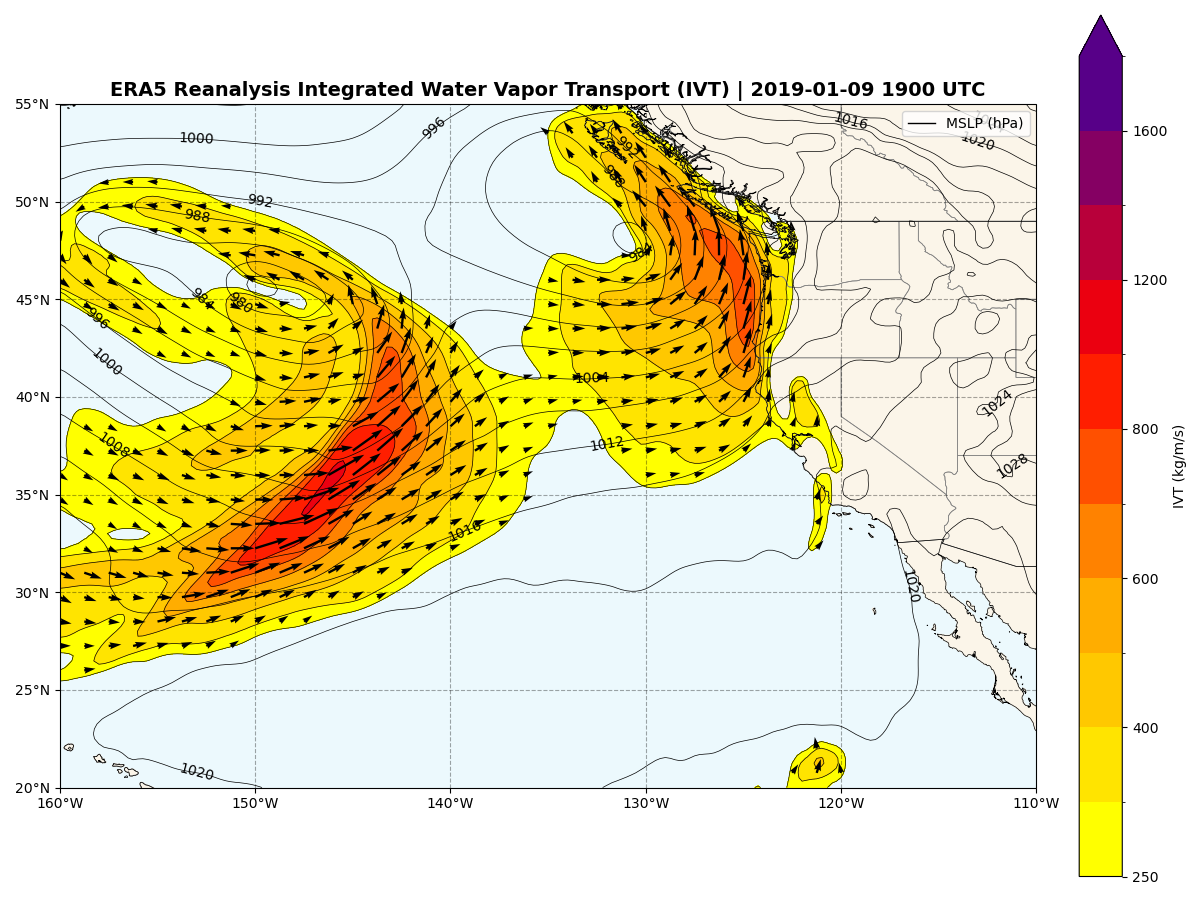 ERA5 Reanalysis Integrated Water Vapor Transport (IVT) | 2019-01-09 1900 UTC
MSLP (hPa)
55°N
50°N
45°N
40°N
35°N
30°N
25°N
20°N
160°W
150°W
140°W
130°W
120°W
110°W
1000
996
1016
1020
992
992
988
988
984
980
984
996
1000
1004
1008
1012
1016
1024
1028
1020
1020
1600
1200
800
600
400
250
IVT (kg/m/s)